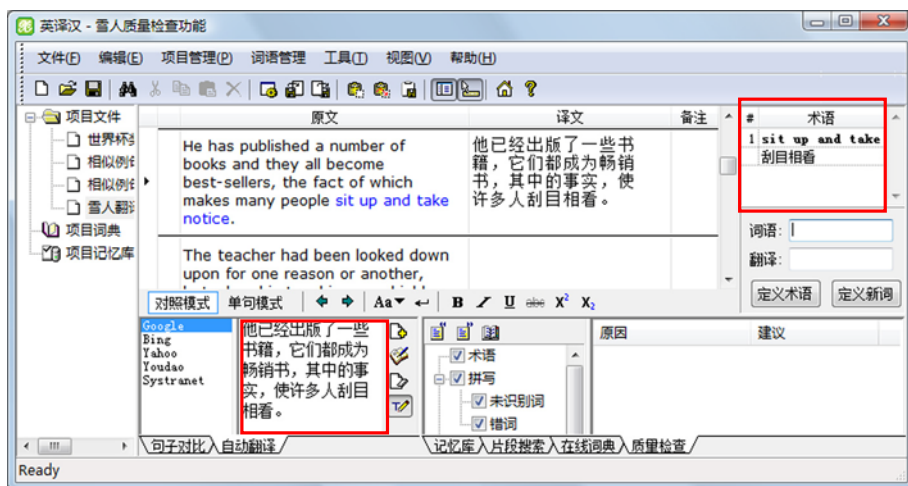 英译汉 - 雪人质量检查功能
文件(F) 编辑(E) 项目管理(P) 词语管理 工具(T) 视图(V) 帮助(H)
项目文件
世界杯
相似例
相似例
雪人翻
项目词典
项目记忆库
原文 译文 备注
He has published a number of
books and they all become
best-sellers, the fact of which
makes many people sit up and take
notice.
他已经出版了一些书
籍，它们都成为畅销
书，其中的事实，使
许多人刮目相看。
The teacher had been looked down
upon for one reason or another,
# 术语
1 sit up and take
刮目相看
词语:
翻译:
定义术语 定义新词
对照模式 单句模式 Aa B I U abc X² X₂
Google
Bing
Yahoo
Youdao
Systranet
他已经出版了一些
书籍，它们都成为
畅销书，其中的事
实，使许多人刮目
相看。
术语
拼写
未识别词
错词
原因 建议
句子对比 自动翻译
记忆库 片段搜索 在线词典 质量检查
Ready